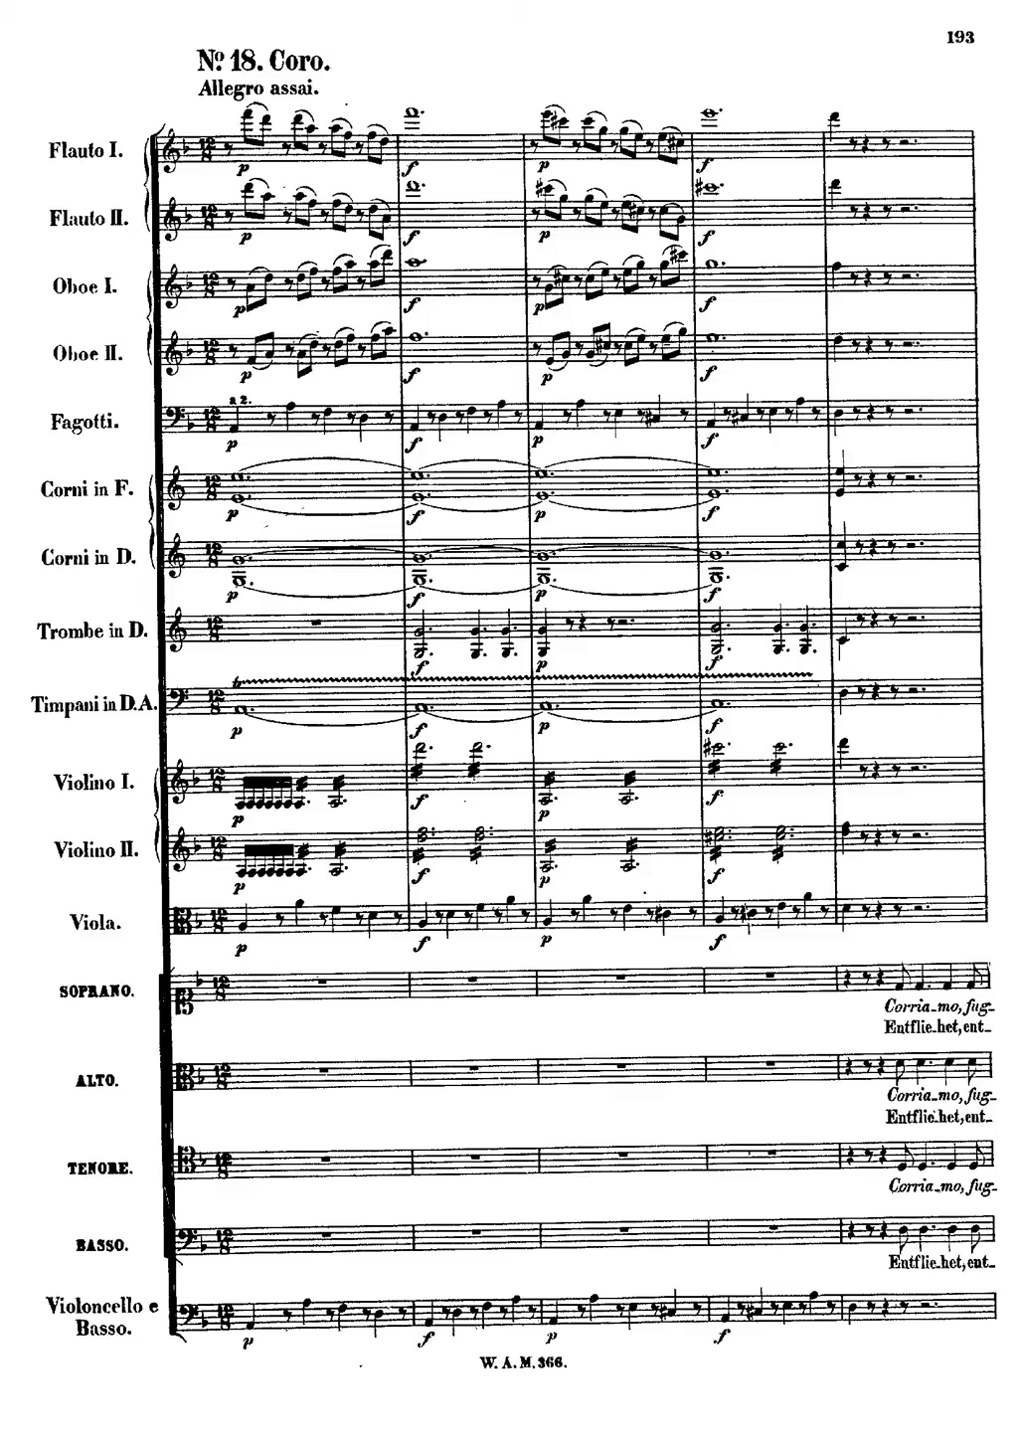 193
Nº 18. Coro.
Allegro assai.
Flauto I.
p f p f
Flauto II.
p f p f
Oboe I.
p f p f
Oboe II.
p f p f
a 2.
Fagotti.
p f p f
Corni in F.
p f p f
Corni in D.
p f p f
Trombe in D.
f p f
tr
Timpani in D.A.
p f p f
Violino I.
p f p f
Violino II.
p f p f
Viola.
p f p f
SOPRANO.
Corria_mo, fug_
Entflie_het, ent_
ALTO.
Corria_mo, fug_
Entflie_het, ent_
TENORE.
Corria_mo, fug_
BASSO.
Entflie_het, ent_
Violoncello e
Basso.
p f p f
W. A. M. 366.